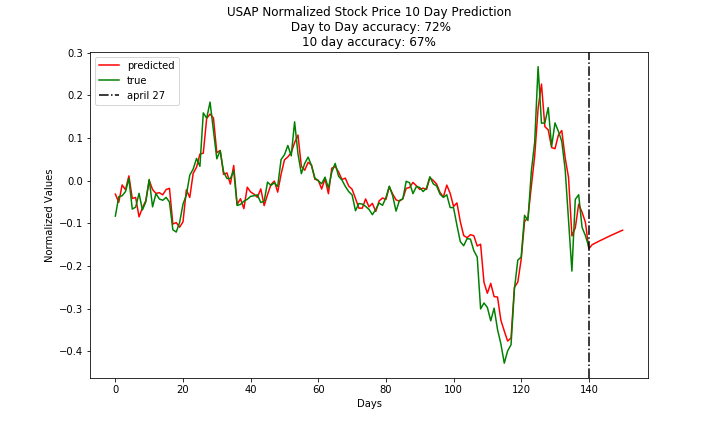 USAP Normalized Stock Price 10 Day Prediction
Day to Day accuracy: 72%
10 day accuracy: 67%
predicted
true
april 27
Normalized Values
0.3
0.2
0.1
0.0
−0.1
−0.2
−0.3
−0.4
0 20 40 60 80 100 120 140
Days